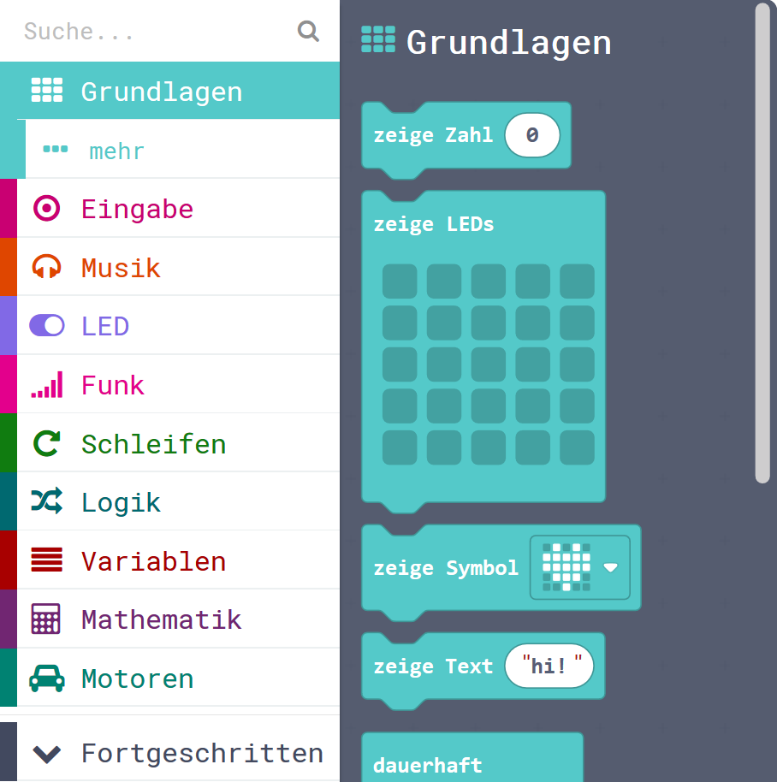 Suche...
Grundlagen
mehr
Eingabe
Musik
LED
Funk
Schleifen
Logik
Variablen
Mathematik
Motoren
Fortgeschritten
Grundlagen
zeige Zahl 0
zeige LEDs
zeige Symbol
zeige Text "hi!"
dauerhaft